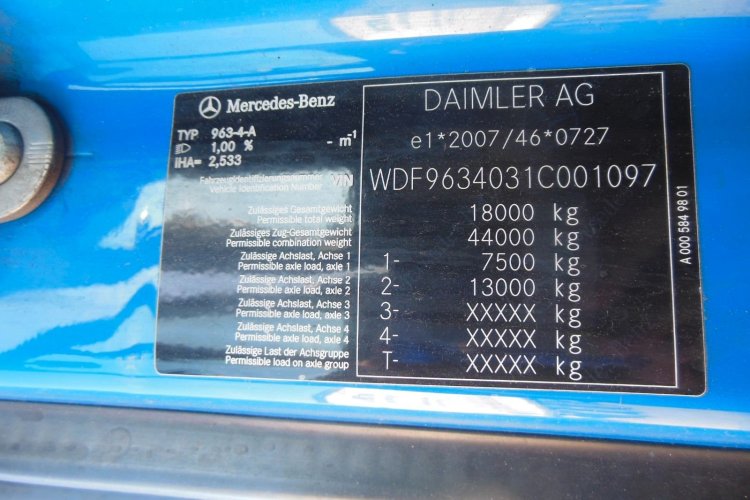 Mercedes-Benz
DAIMLER AG
TYP 963-4-A
1,00 % - m⁻¹
IHA= 2,533
e1*2007/46*0727
Fahrzeugidentifizierungsnummer
Vehicle Identification Number VIN WDF9634031C001097
Zulässiges Gesamtgewicht
Permissible total weight 18000 kg
Zulässiges Zug-Gesamtgewicht
Permissible combination weight 44000 kg
Zulässige Achslast, Achse 1
Permissible axle load, axle 1 1- 7500 kg
Zulässige Achslast, Achse 2
Permissible axle load, axle 2 2- 13000 kg
Zulässige Achslast, Achse 3
Permissible axle load, axle 3 3- XXXXX kg
Zulässige Achslast, Achse 4
Permissible axle load, axle 4 4- XXXXX kg
Zulässige Last der Achsgruppe
Permissible load on axle group T- XXXXX kg
A 000 584 98 01